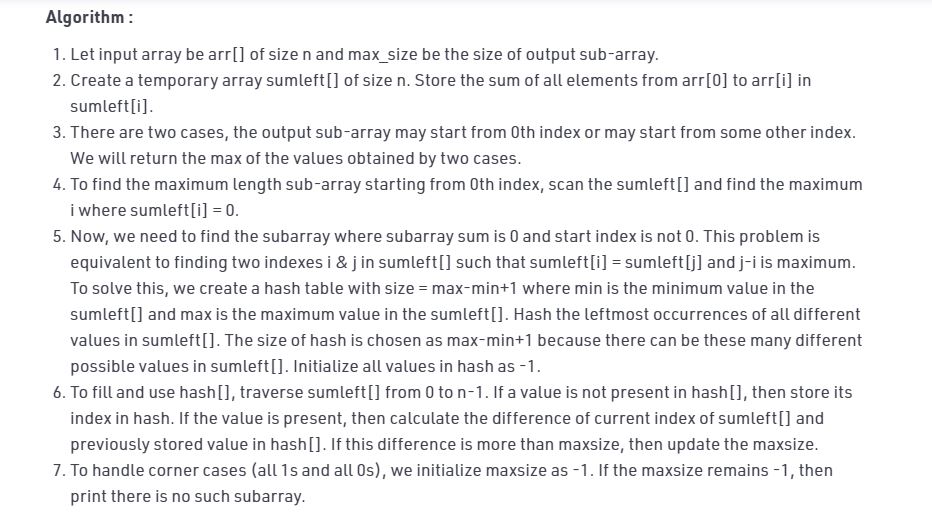 Algorithm :
1. Let input array be arr[] of size n and max_size be the size of output sub-array.
2. Create a temporary array sumleft[] of size n. Store the sum of all elements from arr[0] to arr[i] in
sumleft[i].
3. There are two cases, the output sub-array may start from 0th index or may start from some other index.
We will return the max of the values obtained by two cases.
4. To find the maximum length sub-array starting from 0th index, scan the sumleft[] and find the maximum
i where sumleft[i] = 0.
5. Now, we need to find the subarray where subarray sum is 0 and start index is not 0. This problem is
equivalent to finding two indexes i & j in sumleft[] such that sumleft[i] = sumleft[j] and j-i is maximum.
To solve this, we create a hash table with size = max-min+1 where min is the minimum value in the
sumleft[] and max is the maximum value in the sumleft[]. Hash the leftmost occurrences of all different
values in sumleft[]. The size of hash is chosen as max-min+1 because there can be these many different
possible values in sumleft[]. Initialize all values in hash as -1.
6. To fill and use hash[], traverse sumleft[] from 0 to n-1. If a value is not present in hash[], then store its
index in hash. If the value is present, then calculate the difference of current index of sumleft[] and
previously stored value in hash[]. If this difference is more than maxsize, then update the maxsize.
7. To handle corner cases (all 1s and all 0s), we initialize maxsize as -1. If the maxsize remains -1, then
print there is no such subarray.